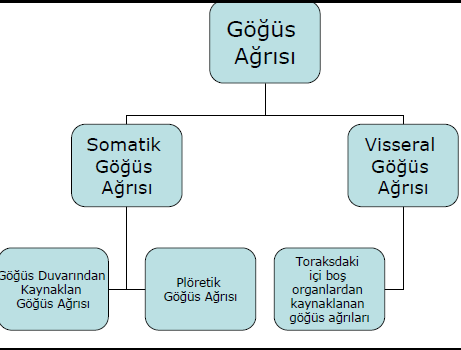 Göğüs
Ağrısı
Somatik
Göğüs
Ağrısı
Visseral
Göğüs
Ağrısı
Göğüs Duvarından
Kaynaklan
Göğüs Ağrısı
Plöretik
Göğüs Ağrısı
Toraksdaki
içi boş
organlardan
kaynaklanan
göğüs ağrıları